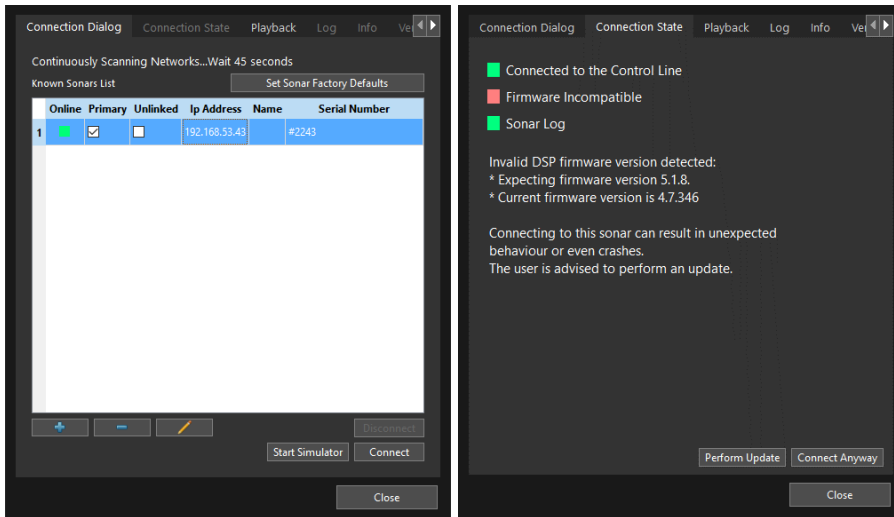 Connection Dialog Connection State Playback Log Info Ve
Continuously Scanning Networks...Wait 45 seconds
Known Sonars List Set Sonar Factory Defaults
Online Primary Unlinked Ip Address Name Serial Number
1 192.168.53.43 #2243
Disconnect
Start Simulator Connect
Close
Connection Dialog Connection State Playback Log Info Ve
Connected to the Control Line
Firmware Incompatible
Sonar Log
Invalid DSP firmware version detected:
* Expecting firmware version 5.1.8.
* Current firmware version is 4.7.346
Connecting to this sonar can result in unexpected
behaviour or even crashes.
The user is advised to perform an update.
Perform Update Connect Anyway
Close